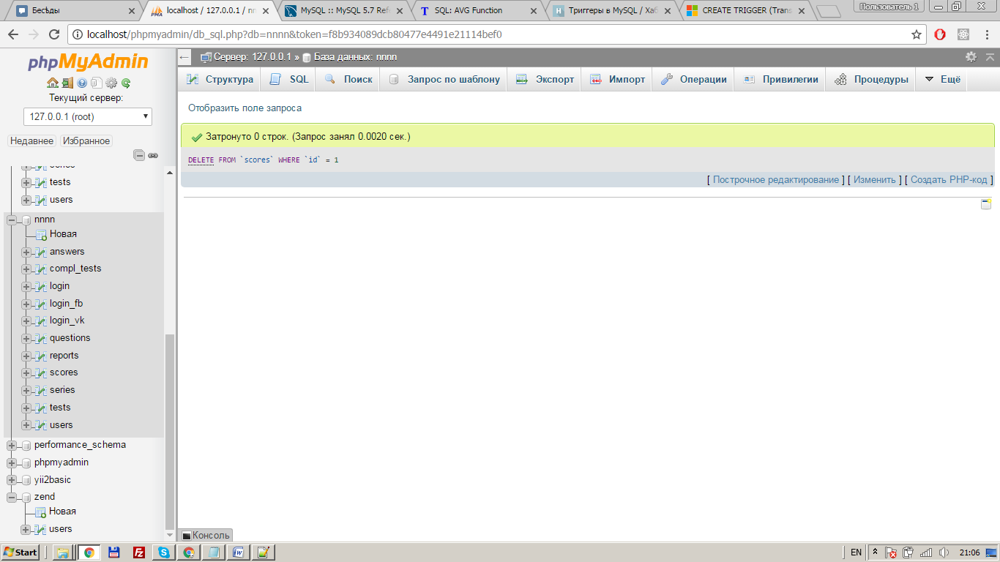 Бесѣды
localhost / 127.0.0.1 / nn
MySQL :: MySQL 5.7 Refe
SQL: AVG Function
Триггеры в MySQL / Хаб
CREATE TRIGGER (Trans
Пользователь 1
localhost/phpmyadmin/db_sql.php?db=nnnn&token=f8b934089dcb80477e4491e21114bef0
phpMyAdmin
Текущий сервер:
127.0.0.1 (root)
Недавнее
Избранное
series
tests
users
nnnn
Новая
answers
compl_tests
login
login_fb
login_vk
questions
reports
scores
series
tests
users
performance_schema
phpmyadmin
yii2basic
zend
Новая
users
Сервер: 127.0.0.1 » База данных: nnnn
Структура
SQL
Поиск
Запрос по шаблону
Экспорт
Импорт
Операции
Привилегии
Процедуры
Ещё
Отобразить поле запроса
Затронуто 0 строк. (Запрос занял 0.0020 сек.)
DELETE FROM `scores` WHERE `id` = 1
[ Построчное редактирование ] [ Изменить ] [ Создать PHP-код ]
Консоль
Start
EN
21:06